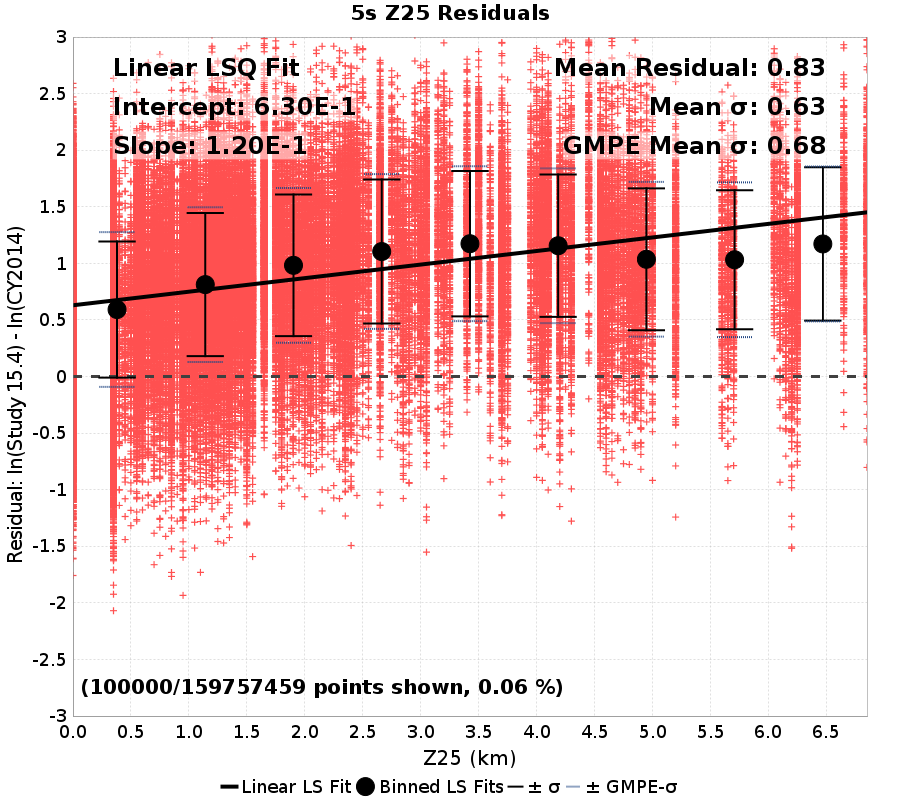 5s Z25 Residuals
Linear LSQ Fit
Intercept: 6.30E-1
Slope: 1.20E-1
Mean Residual: 0.83
Mean σ: 0.63
GMPE Mean σ: 0.68
Residual: ln(Study 15.4) - ln(CY2014)
3
2.5
2
1.5
1
0.5
0
-0.5
-1
-1.5
-2
-2.5
-3
(100000/159757459 points shown, 0.06 %)
0.0 0.5 1.0 1.5 2.0 2.5 3.0 3.5 4.0 4.5 5.0 5.5 6.0 6.5
Z25 (km)
Linear LS Fit Binned LS Fits ± σ ± GMPE-σ